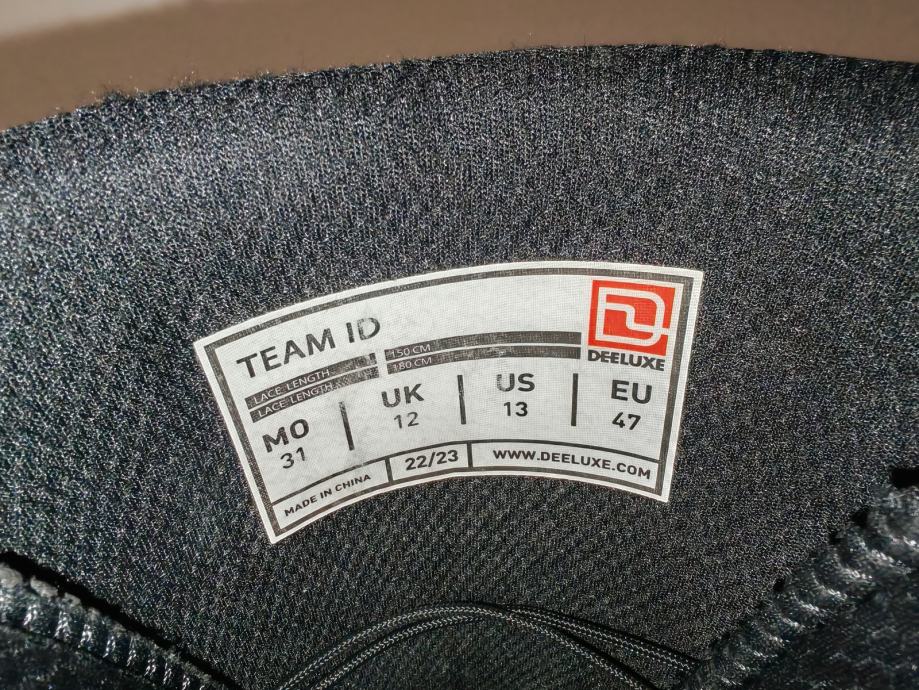 TEAM ID
LACE LENGTH 150 CM
LACE LENGTH 180 CM
DEELUXE
MO UK US EU
31 12 13 47
MADE IN CHINA 22/23 WWW.DEELUXE.COM